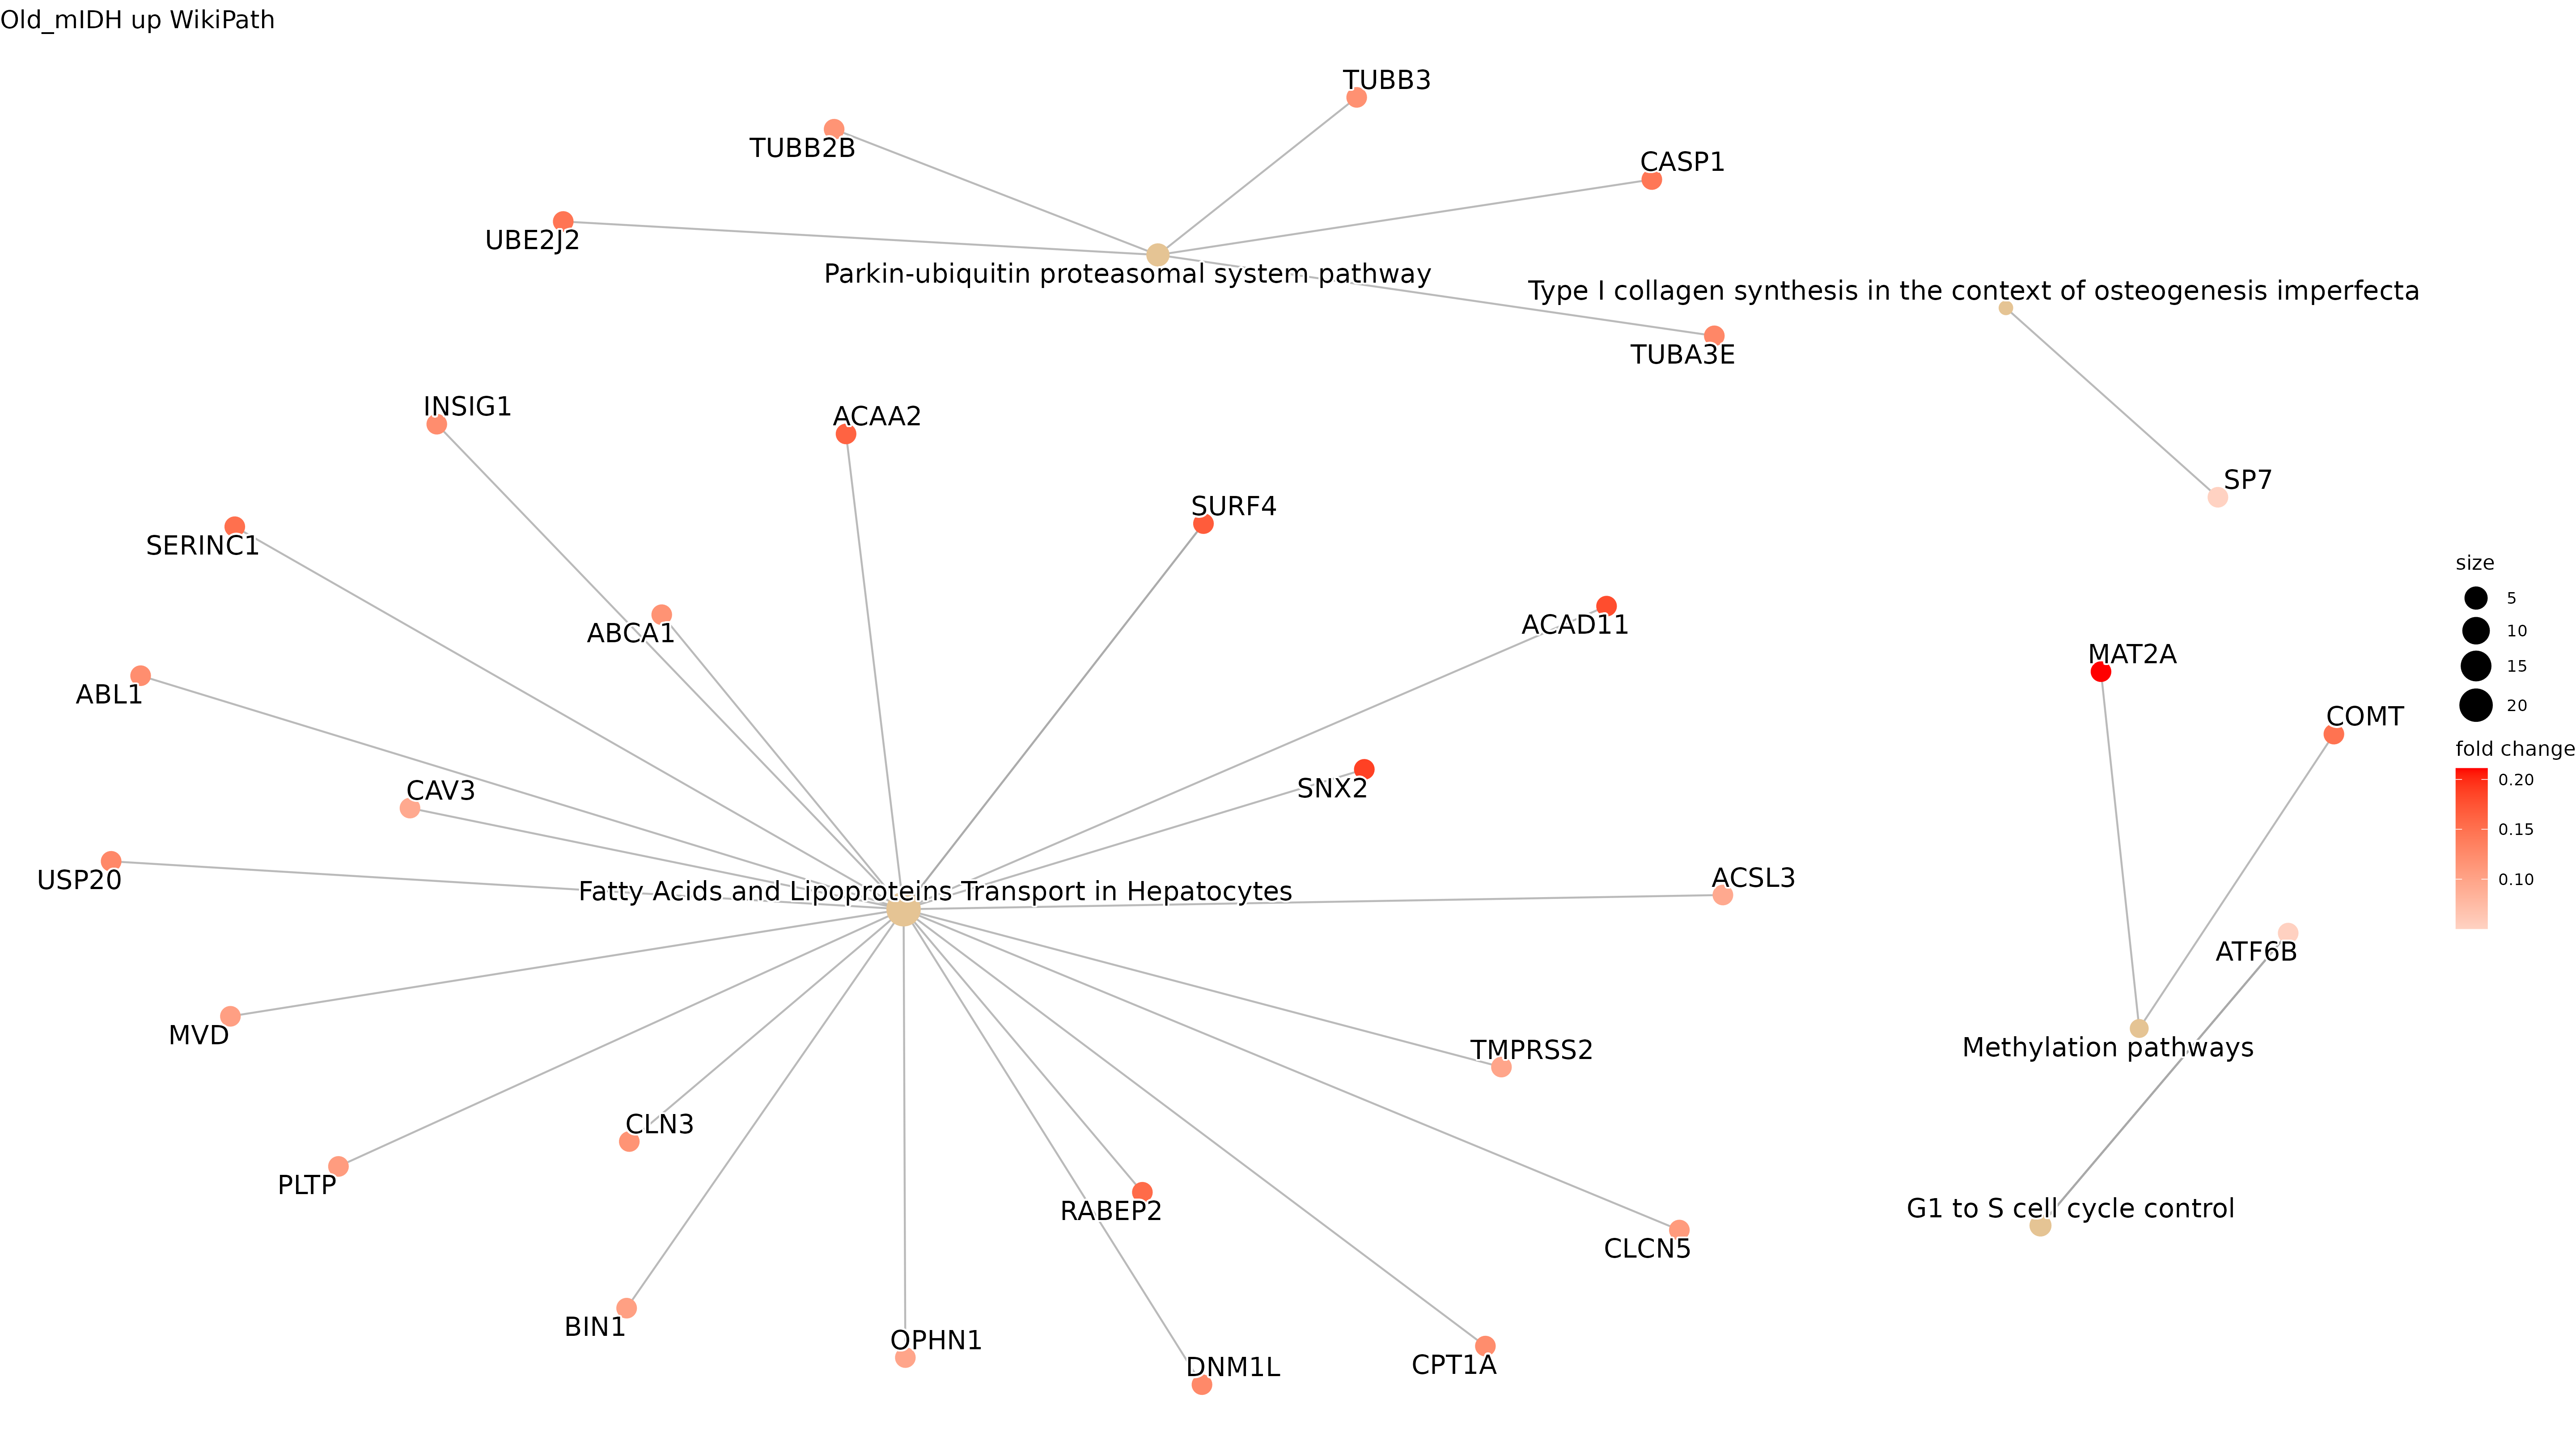 Old_mIDH up WikiPath
TUBB3
TUBB2B
CASP1
UBE2J2
Parkin-ubiquitin proteasomal system pathway
Type I collagen synthesis in the context of osteogenesis imperfecta
TUBA3E
INSIG1
ACAA2
SP7
SURF4
SERINC1
size
5
10
15
20
ACAD11
ABCA1
MAT2A
ABL1
COMT
fold change
0.20
0.15
0.10
SNX2
CAV3
USP20
ACSL3
Fatty Acids and Lipoproteins Transport in Hepatocytes
ATF6B
MVD
Methylation pathways
TMPRSS2
CLN3
PLTP
RABEP2
G1 to S cell cycle control
CLCN5
BIN1
OPHN1
DNM1L
CPT1A